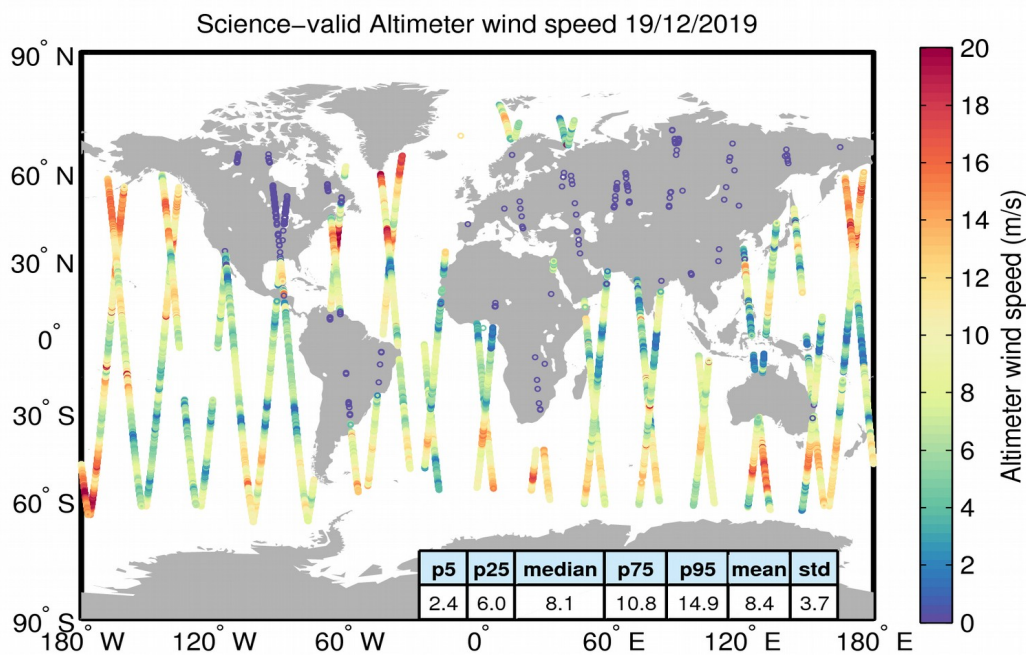 Science−valid Altimeter wind speed 19/12/2019
90° N
60° N
30° N
0°
30° S
60° S
90° S
180° W
120° W
60° W
0°
60° E
120° E
180° E
20
18
16
14
12
10
8
6
4
2
0
Altimeter wind speed (m/s)
p5 p25 median p75 p95 mean std
2.4 6.0 8.1 10.8 14.9 8.4 3.7